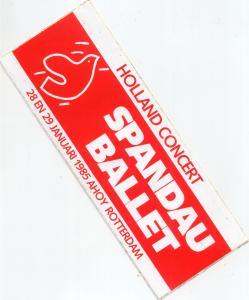 HOLLAND CONCERT
SPANDAU
BALLET
28 EN 29 JANUARI 1985 AHOY ROTTERDAM